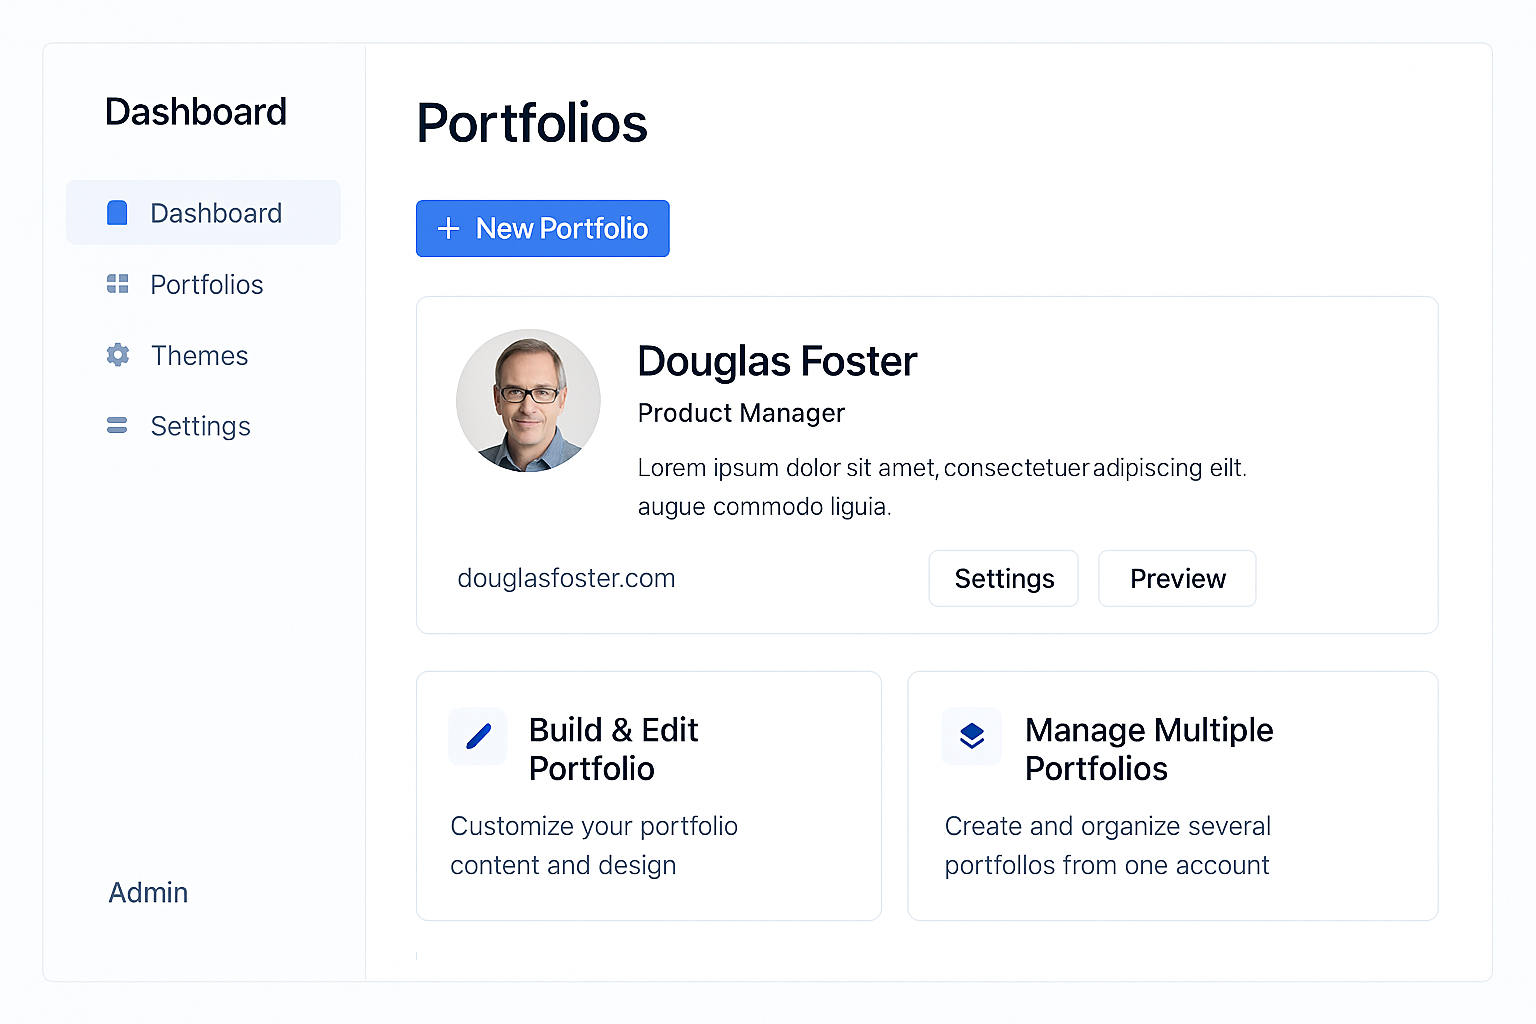 Dashboard
Dashboard
Portfolios
Themes
Settings
Admin
Portfolios
+ New Portfolio
Douglas Foster
Product Manager
Lorem ipsum dolor sit amet, consectetuer adipiscing eilt.
augue commodo liguia.
douglasfoster.com
Settings
Preview
Build & Edit
Portfolio
Customize your portfolio
content and design
Manage Multiple
Portfolios
Create and organize several
portfollos from one account